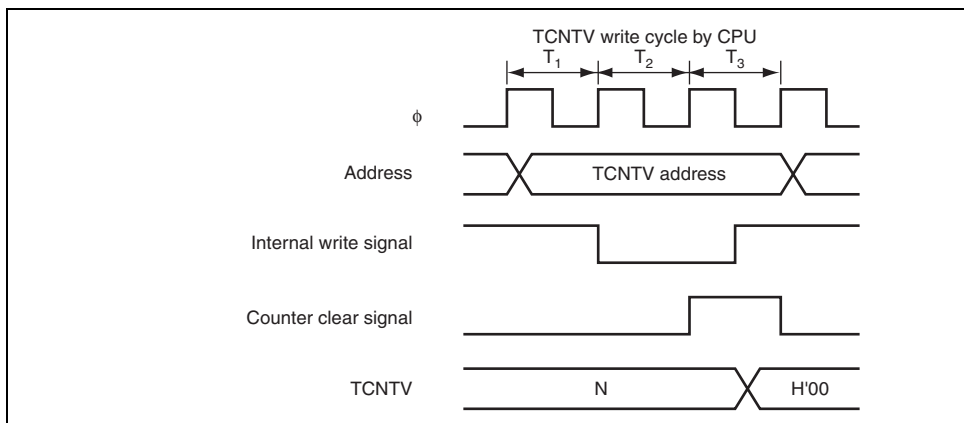 TCNTV write cycle by CPU
T1 T2 T3
φ
Address
TCNTV address
Internal write signal
Counter clear signal
TCNTV
N
H'00